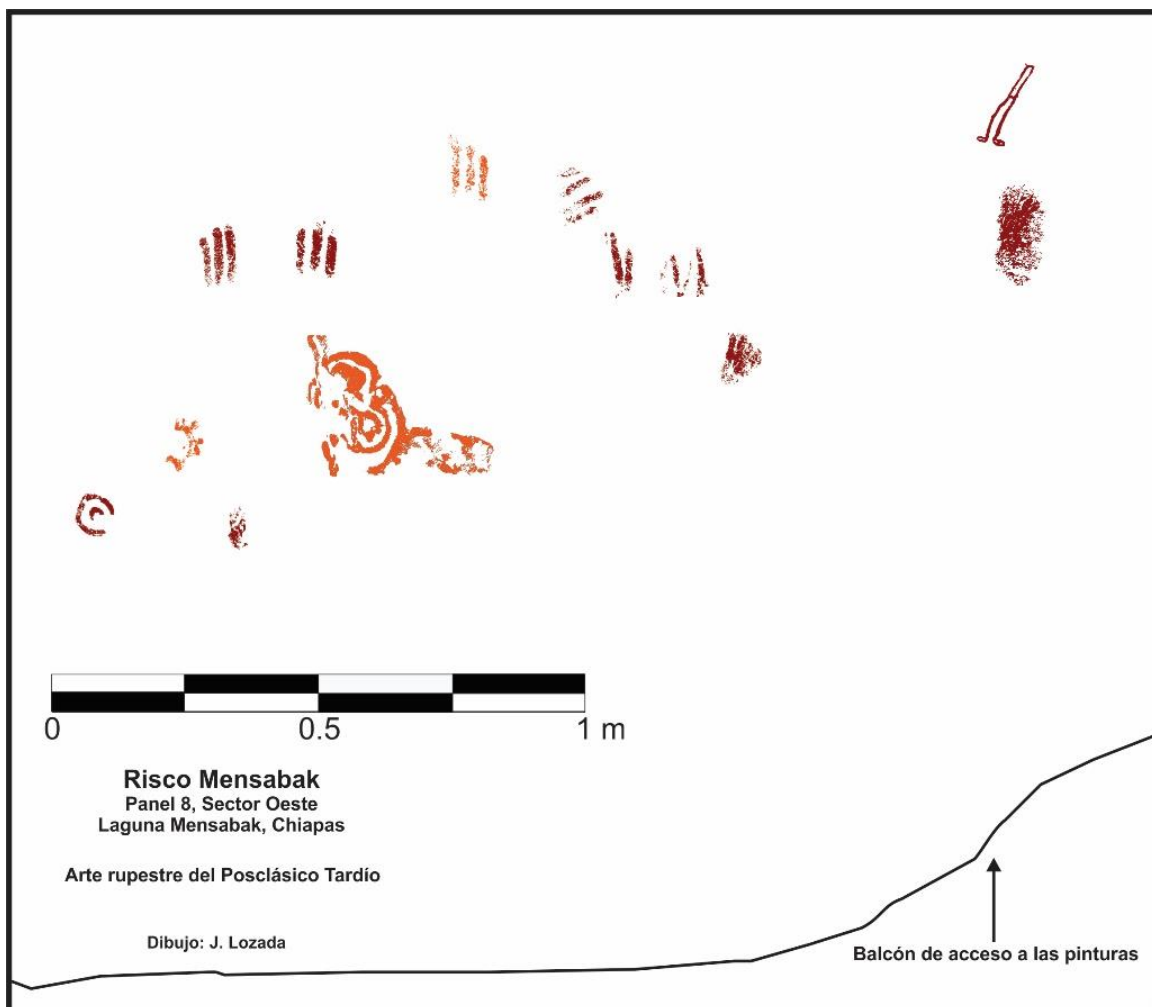 0 0.5 1 m
Risco Mensabak
Panel 8, Sector Oeste
Laguna Mensabak, Chiapas
Arte rupestre del Posclásico Tardío
Dibujo: J. Lozada
Balcón de acceso a las pinturas